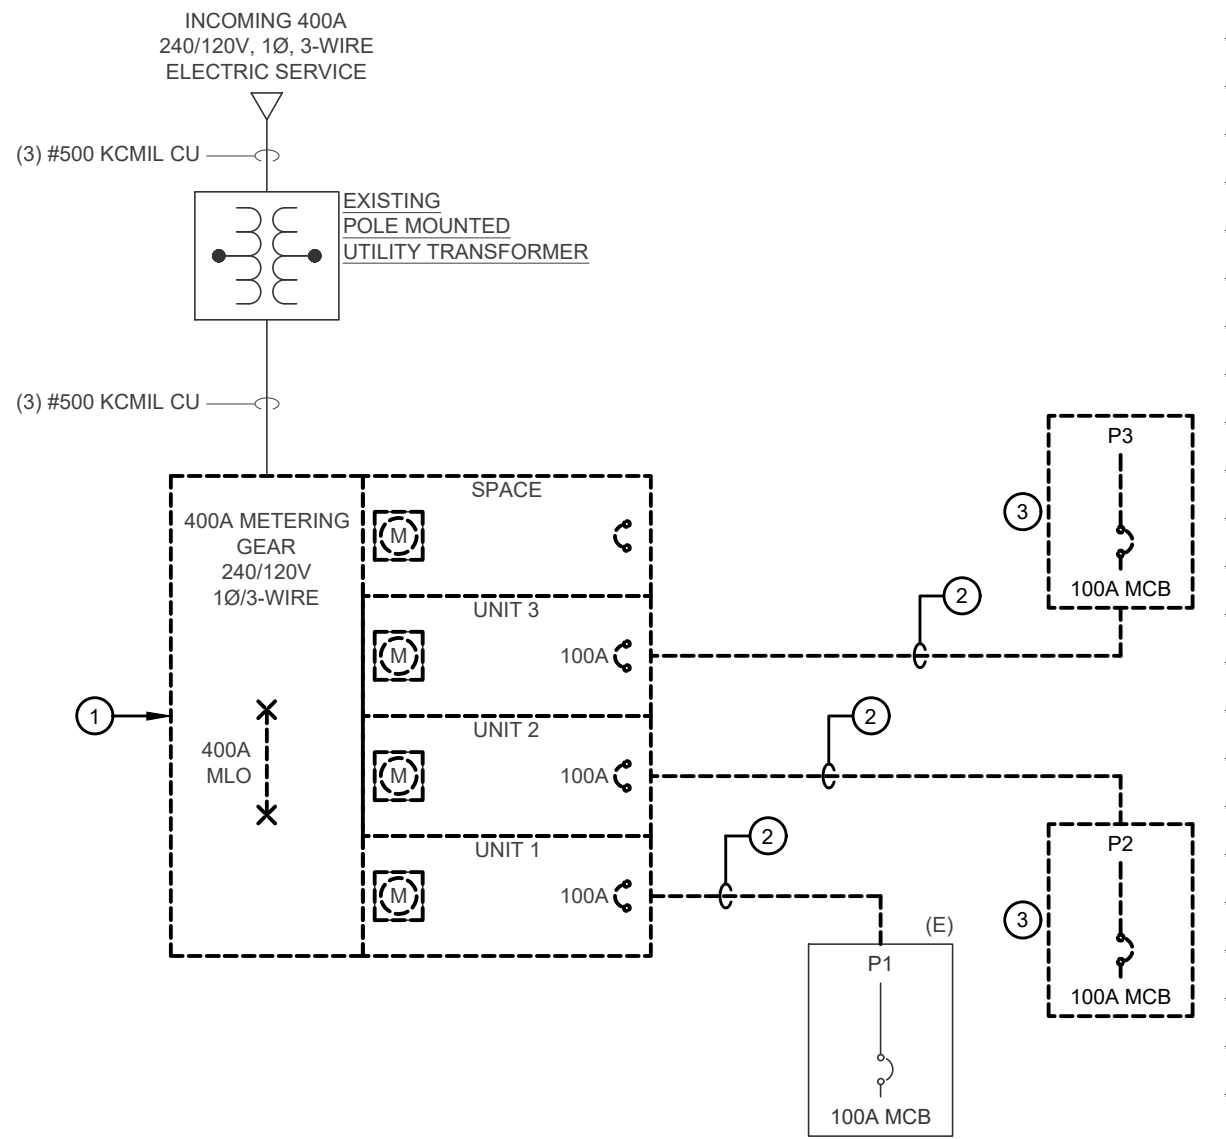 INCOMING 400A
240/120V, 1Ø, 3-WIRE
ELECTRIC SERVICE
(3) #500 KCMIL CU
EXISTING
POLE MOUNTED
UTILITY TRANSFORMER
(3) #500 KCMIL CU
400A METERING
GEAR
240/120V
1Ø/3-WIRE
400A
MLO
1
SPACE
M
UNIT 3
M
100A
UNIT 2
M
100A
UNIT 1
M
100A
2
2
2
3
P3
100A MCB
3
P2
100A MCB
(E)
P1
100A MCB